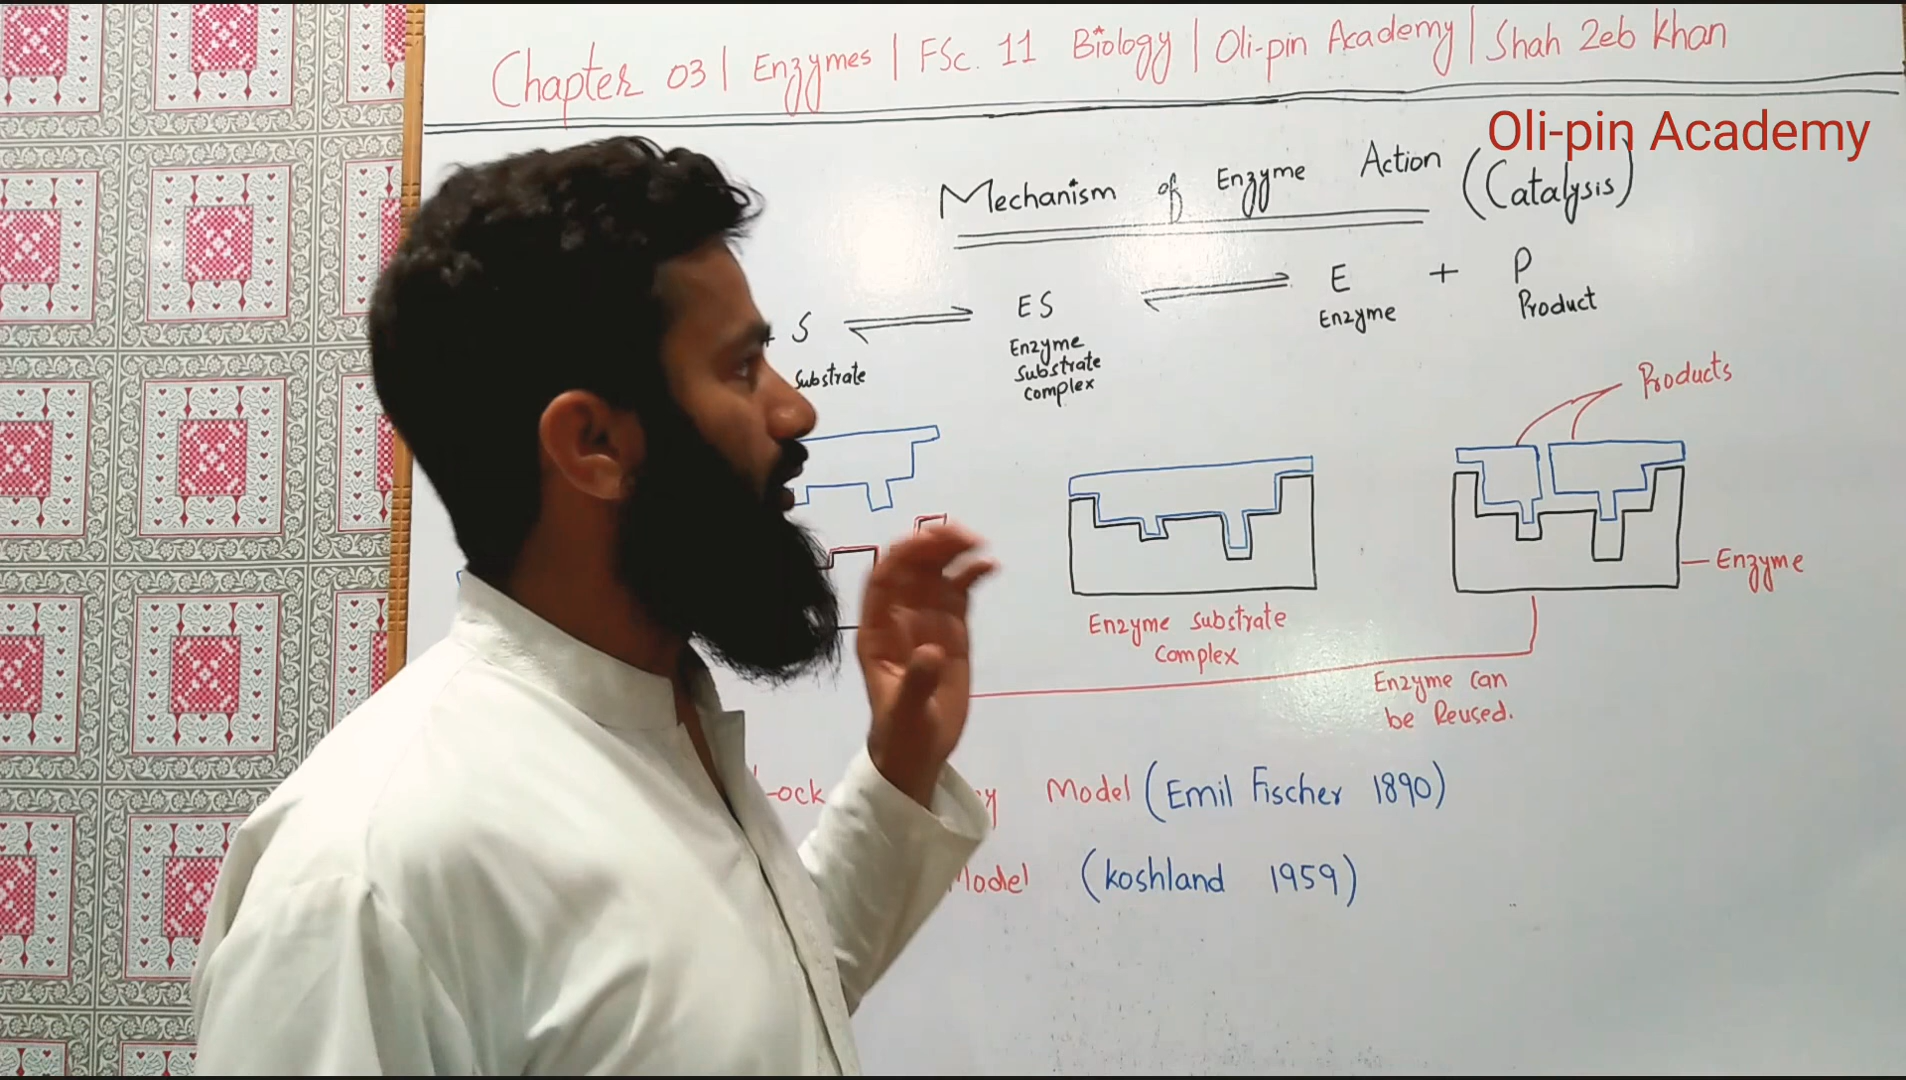 Chapter 03 | Enzymes | FSc. 11 Biology | Oli-pin Academy | Shah Zeb Khan
Oli-pin Academy
Mechanism of Enzyme Action (Catalysis)
+ S ⇌ ES ⇌ E + P
Substrate
Enzyme
Substrate
Complex
Enzyme
Product
Products
Enzyme
Enzyme Substrate
Complex
Enzyme Can
be Reused.
Lock Model (Emil Fischer 1890)
Model (koshland 1959)